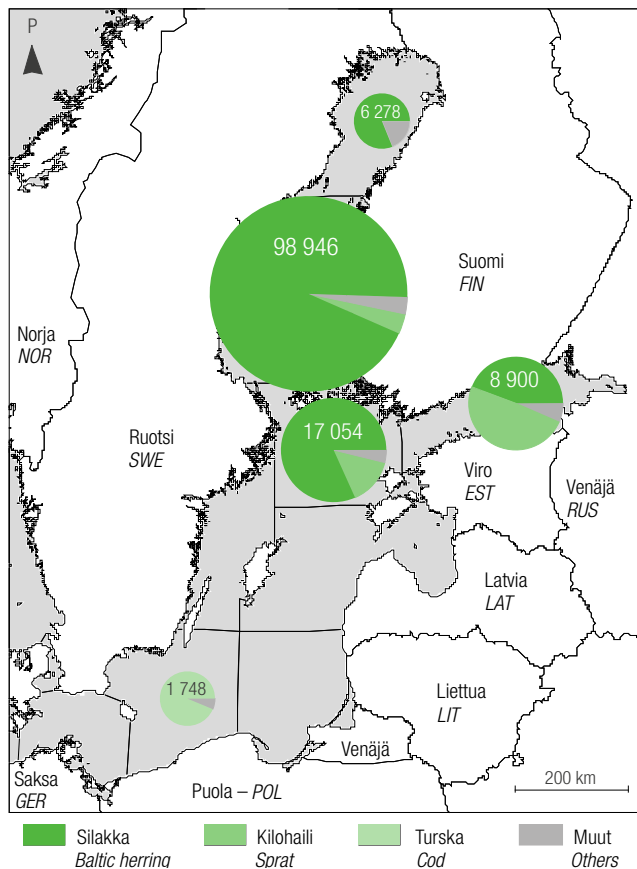 P
6 278
98 946
Suomi
FIN
Norja
NOR
8 900
17 054
Ruotsi
SWE
Viro
EST
Venäjä
RUS
Latvia
LAT
1 748
Liettua
LIT
Venäjä
Saksa
GER
Puola – POL
200 km
Silakka
Baltic herring
Kilohaili
Sprat
Turska
Cod
Muut
Others